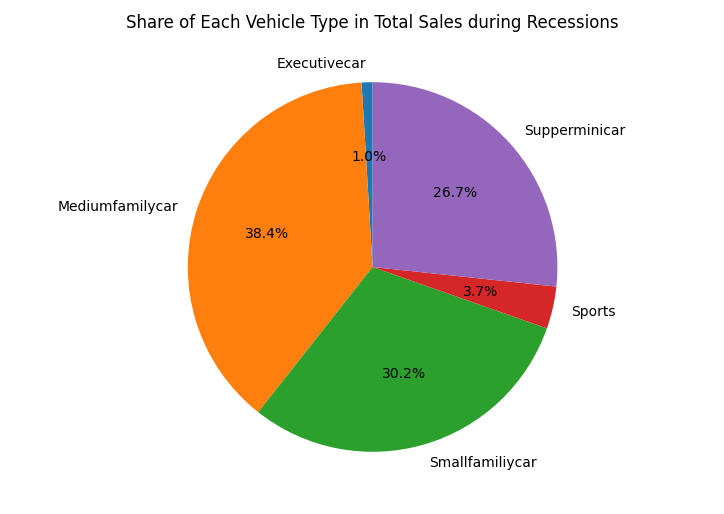 Share of Each Vehicle Type in Total Sales during Recessions
Executivecar
Supperminicar
1.0%
26.7%
Mediumfamilycar
38.4%
3.7%
Sports
30.2%
Smallfamiliycar